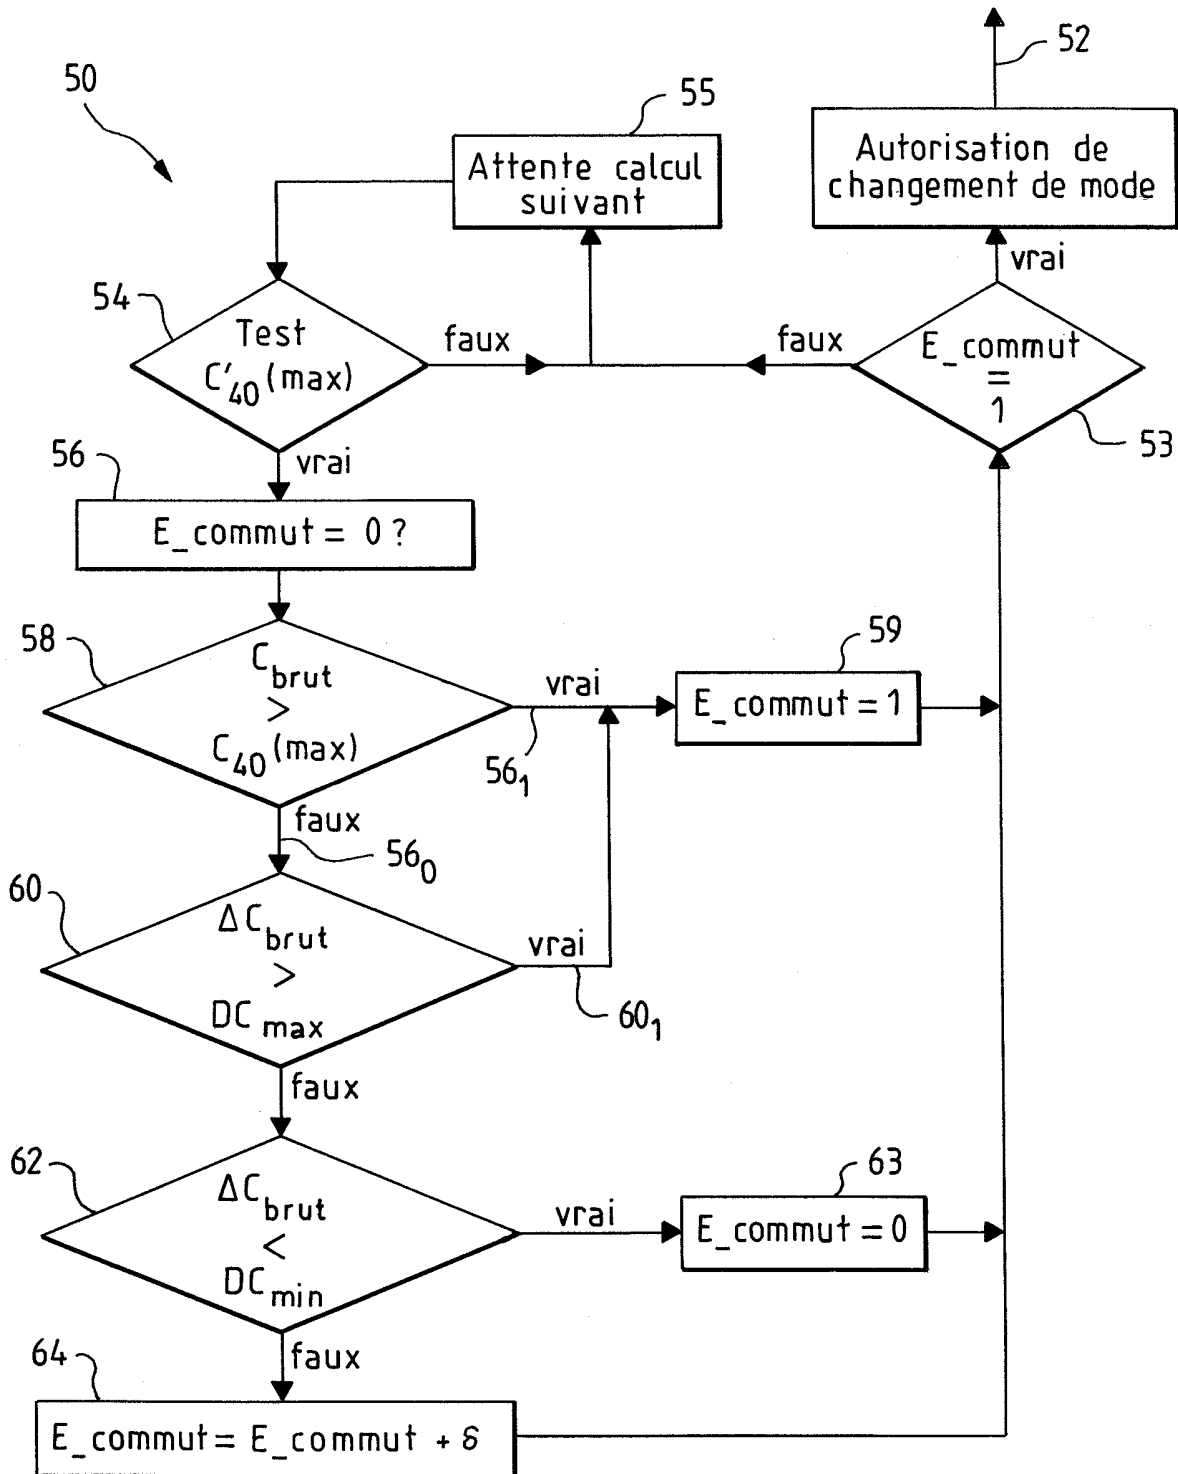 50
55
52
Attente calcul
suivant
Autorisation de
changement de mode
vrai
54
Test
C'40 (max)
faux
faux
E_commut
=
1
53
vrai
56
E_commut = 0 ?
58
Cbrut
>
C40 (max)
vrai
56₁
59
E_commut = 1
faux
56₀
60
ΔCbrut
>
DCmax
vrai
60₁
faux
62
ΔCbrut
<
DCmin
vrai
63
E_commut = 0
faux
64
E_commut = E_commut + δ